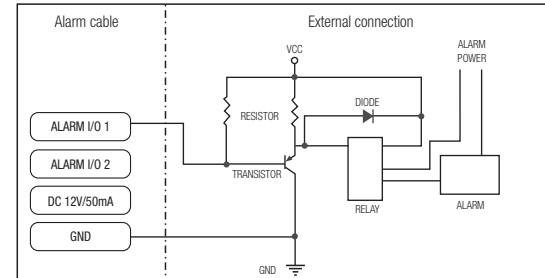 Alarm cable
External connection
VCC
ALARM
POWER
DIODE
RESISTOR
ALARM I/O 1
ALARM I/O 2
TRANSISTOR
DC 12V/50mA
RELAY
ALARM
GND
GND